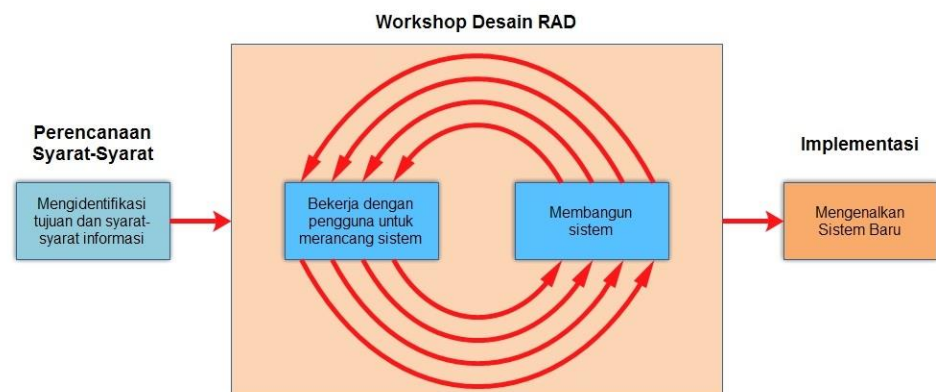 Workshop Desain RAD
Perencanaan
Syarat-Syarat
Mengidentifikasi
tujuan dan syarat-
syarat informasi
Bekerja dengan
pengguna untuk
merancang sistem
Membangun
sistem
Implementasi
Mengenalkan
Sistem Baru